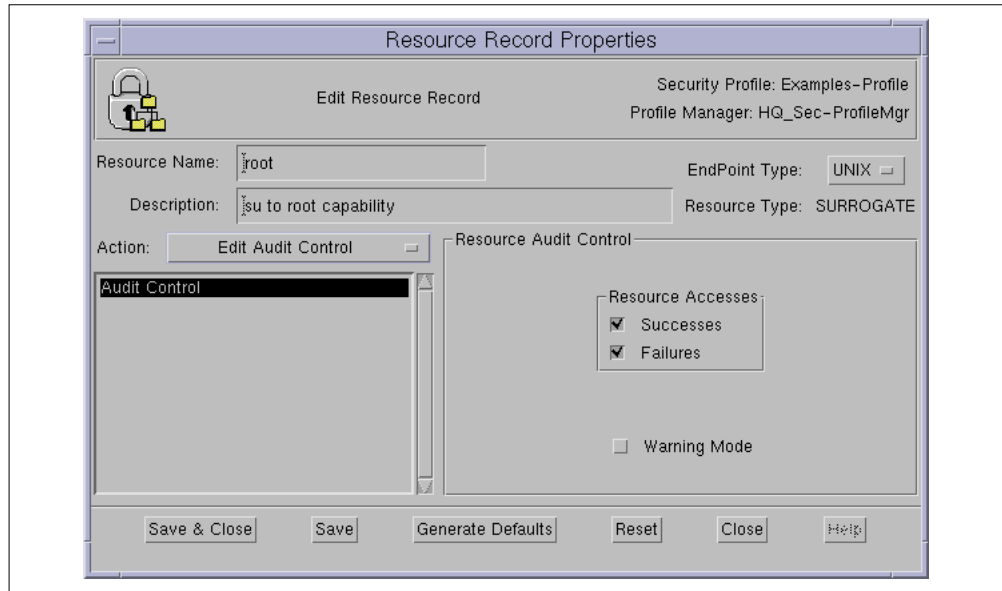 Resource Record Properties
Edit Resource Record
Security Profile: Examples-Profile
Profile Manager: HQ_Sec-ProfileMgr
Resource Name: root
EndPoint Type: UNIX
Description: su to root capability
Resource Type: SURROGATE
Action: Edit Audit Control
Audit Control
Resource Audit Control
Resource Accesses
Successes
Failures
Warning Mode
Save & Close Save Generate Defaults Reset Close Help